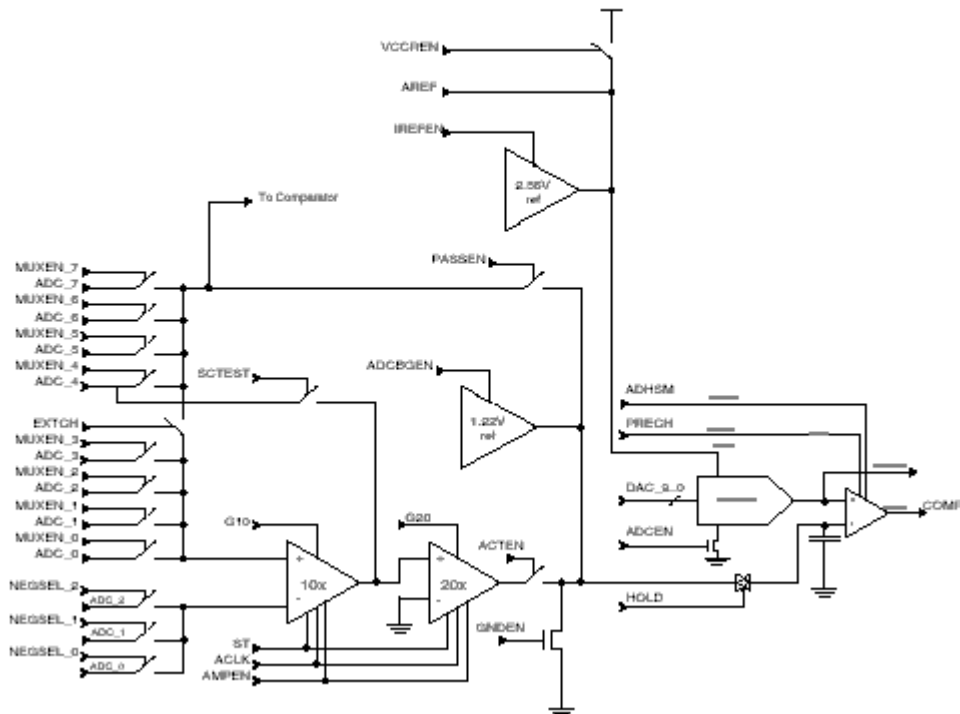 VCCREN
AREF
IREFEN
2.56V
ref
To Comparator
PASSEN
MUXEN_7
ADC_7
MUXEN_6
ADC_6
MUXEN_5
ADC_5
MUXEN_4
ADC_4
SCTEST
ADCBGEN
1.22V
ref
EXTCH
MUXEN_3
ADC_3
MUXEN_2
ADC_2
MUXEN_1
ADC_1
MUXEN_0
ADC_0
ADHSM
PRECH
DAC_9..0
COMP
ADCEN
HOLD
G10
G20
ACTEN
+
10x
-
+
20x
-
+
-
NEGSEL_2
ADC_2
NEGSEL_1
ADC_1
NEGSEL_0
ADC_0
ST
ACLK
AMPEN
GNDEN